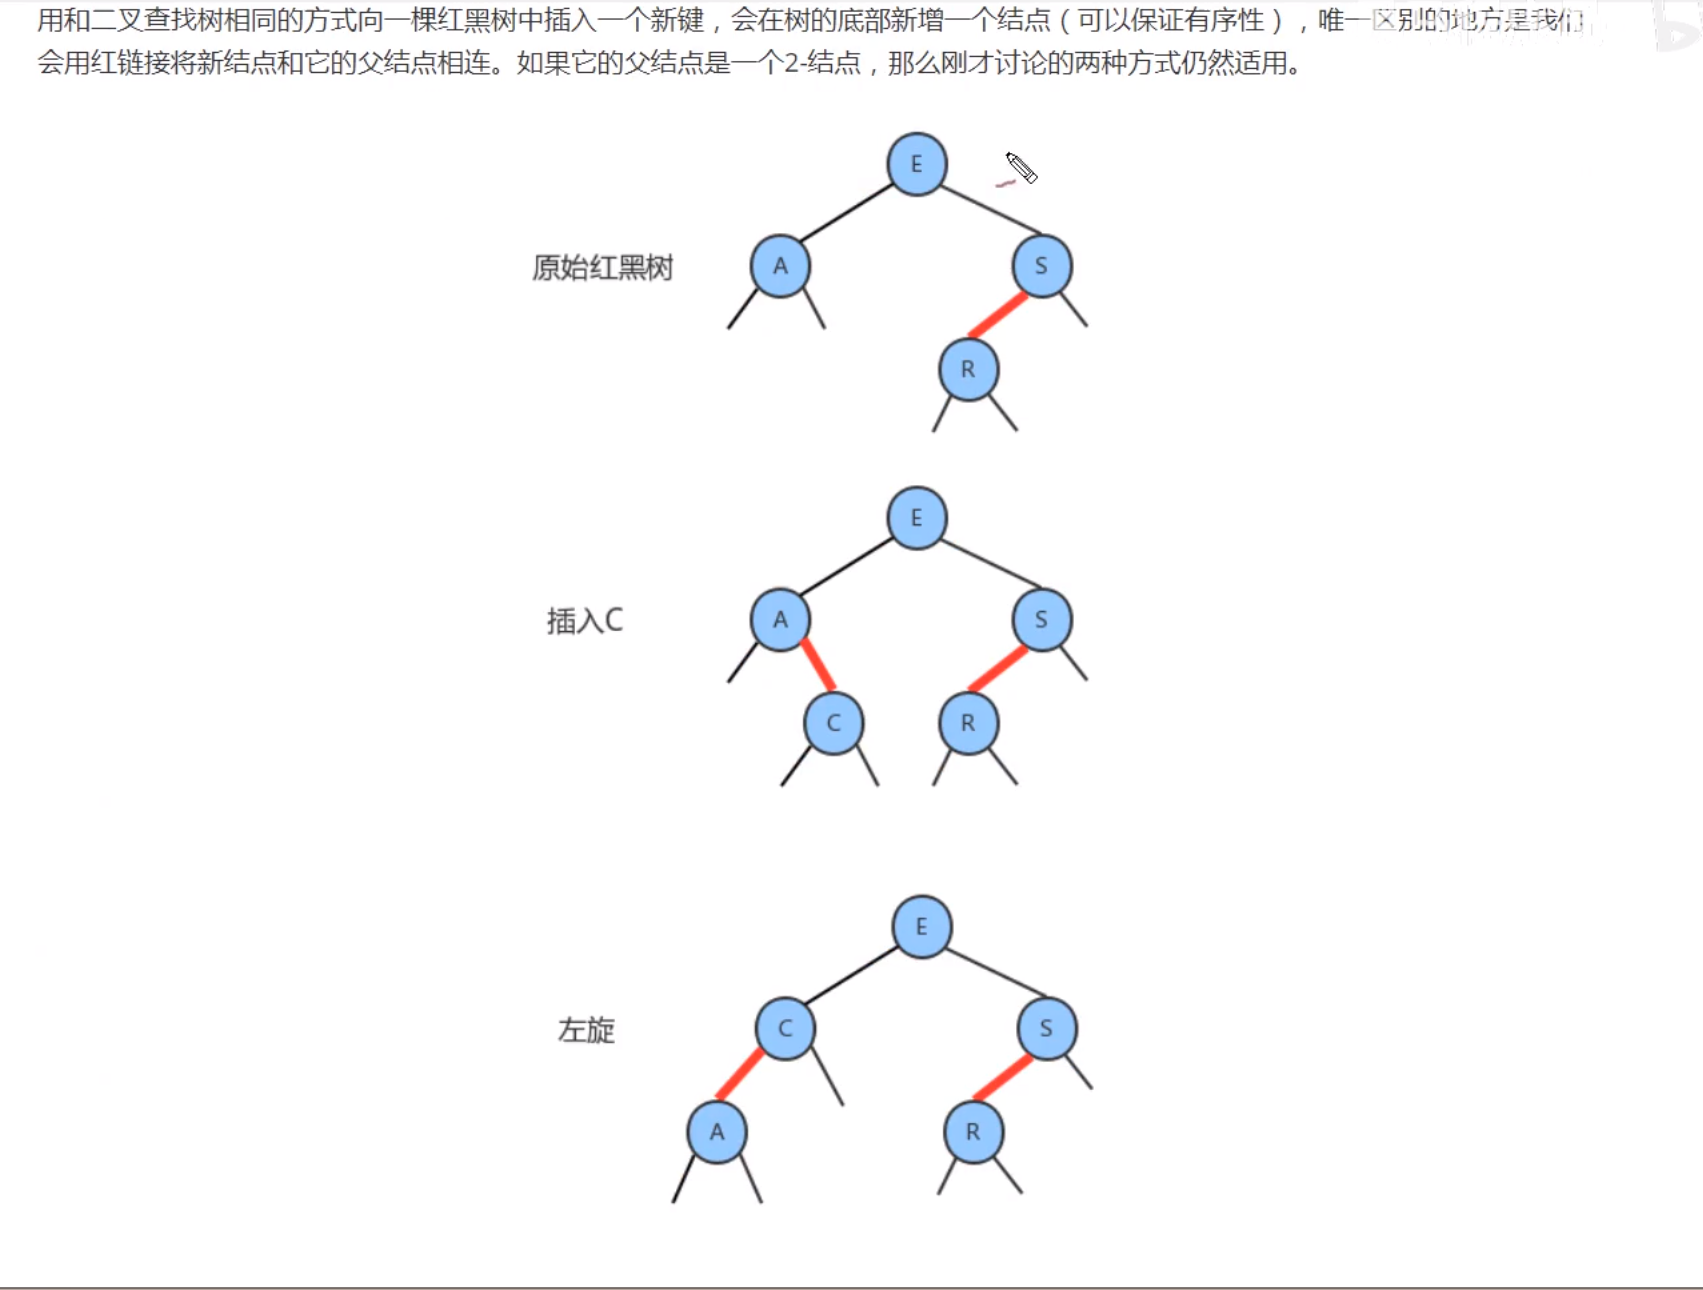 用和二叉查找树相同的方式向一棵红黑树中插入一个新键，会在树的底部新增一个结点（可以保证有序性），唯一区别的地方是我们
会用红链接将新结点和它的父结点相连。如果它的父结点是一个2-结点，那么刚才讨论的两种方式仍然适用。
E
原始红黑树
A
S
R
E
插入C
A
S
C
R
E
左旋
C
S
A
R